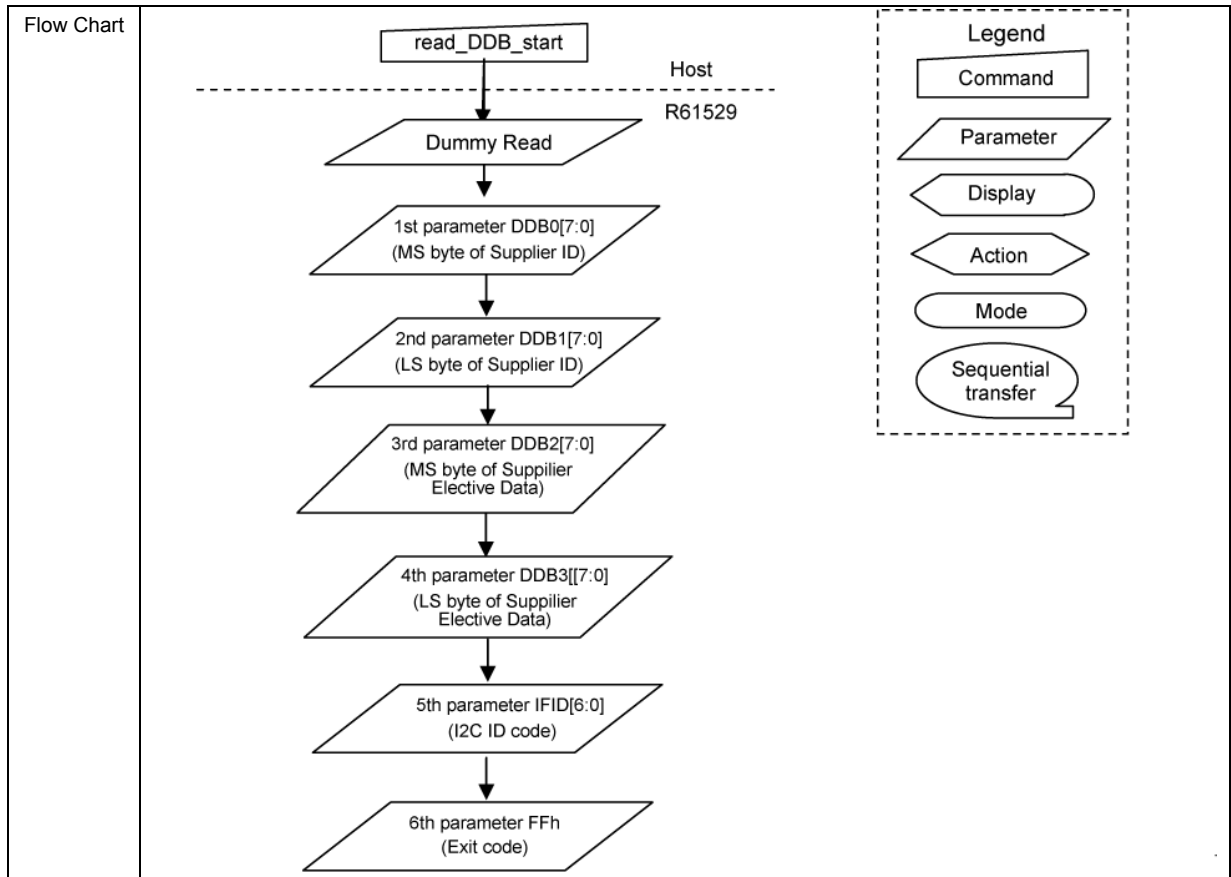 Flow Chart
read_DDB_start
Host
R61529
Dummy Read
1st parameter DDB0[7:0]
(MS byte of Supplier ID)
2nd parameter DDB1[7:0]
(LS byte of Supplier ID)
3rd parameter DDB2[7:0]
(MS byte of Suppilier
Elective Data)
4th parameter DDB3[[7:0]
(LS byte of Suppilier
Elective Data)
5th parameter IFID[6:0]
(I2C ID code)
6th parameter FFh
(Exit code)
Legend
Command
Parameter
Display
Action
Mode
Sequential
transfer